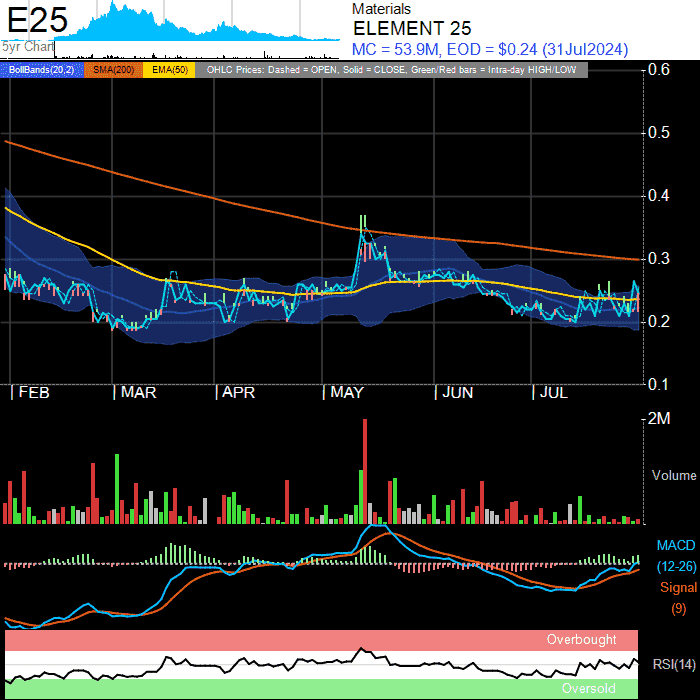 E25
5yr Chart
Materials
ELEMENT 25
MC = 53.9M, EOD = $0.24 (31Jul2024)
BollBands(20,2) SMA(200) EMA(50) OHLC Prices: Dashed = OPEN, Solid = CLOSE, Green/Red bars = Intra-day HIGH/LOW
0.6
0.5
0.4
0.3
0.2
0.1
FEB MAR APR MAY JUN JUL
2M
Volume
MACD
(12-26)
Signal
(9)
Overbought
RSI(14)
Oversold